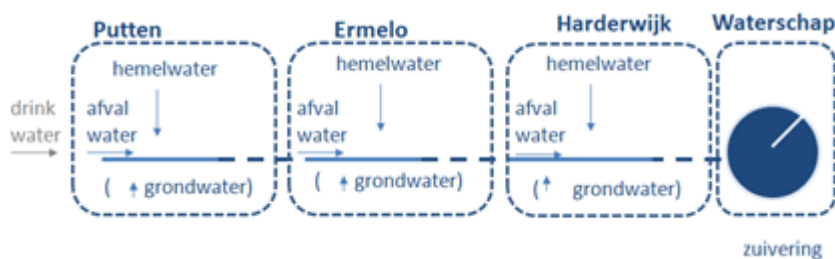 Putten
Ermelo
Harderwijk
Waterschap
hemelwater
hemelwater
hemelwater
drink
water
afval
water
afval
water
afval
water
( grondwater)
( grondwater)
( grondwater)
zuivering